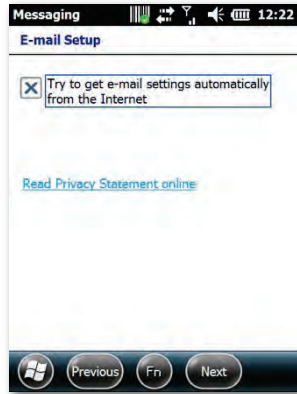 Messaging 12:22
E-mail Setup
Try to get e-mail settings automatically
from the Internet
Read Privacy Statement online
Previous Fn Next